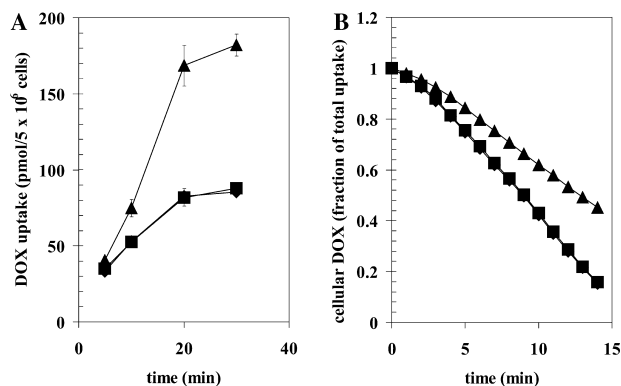 A
DOX uptake (pmol/5 x 10⁶ cells)
200
150
100
50
0
0 20 40
time (min)
B
cellular DOX (fraction of total uptake)
1.2
1
0.8
0.6
0.4
0.2
0
0 5 10 15
time (min)